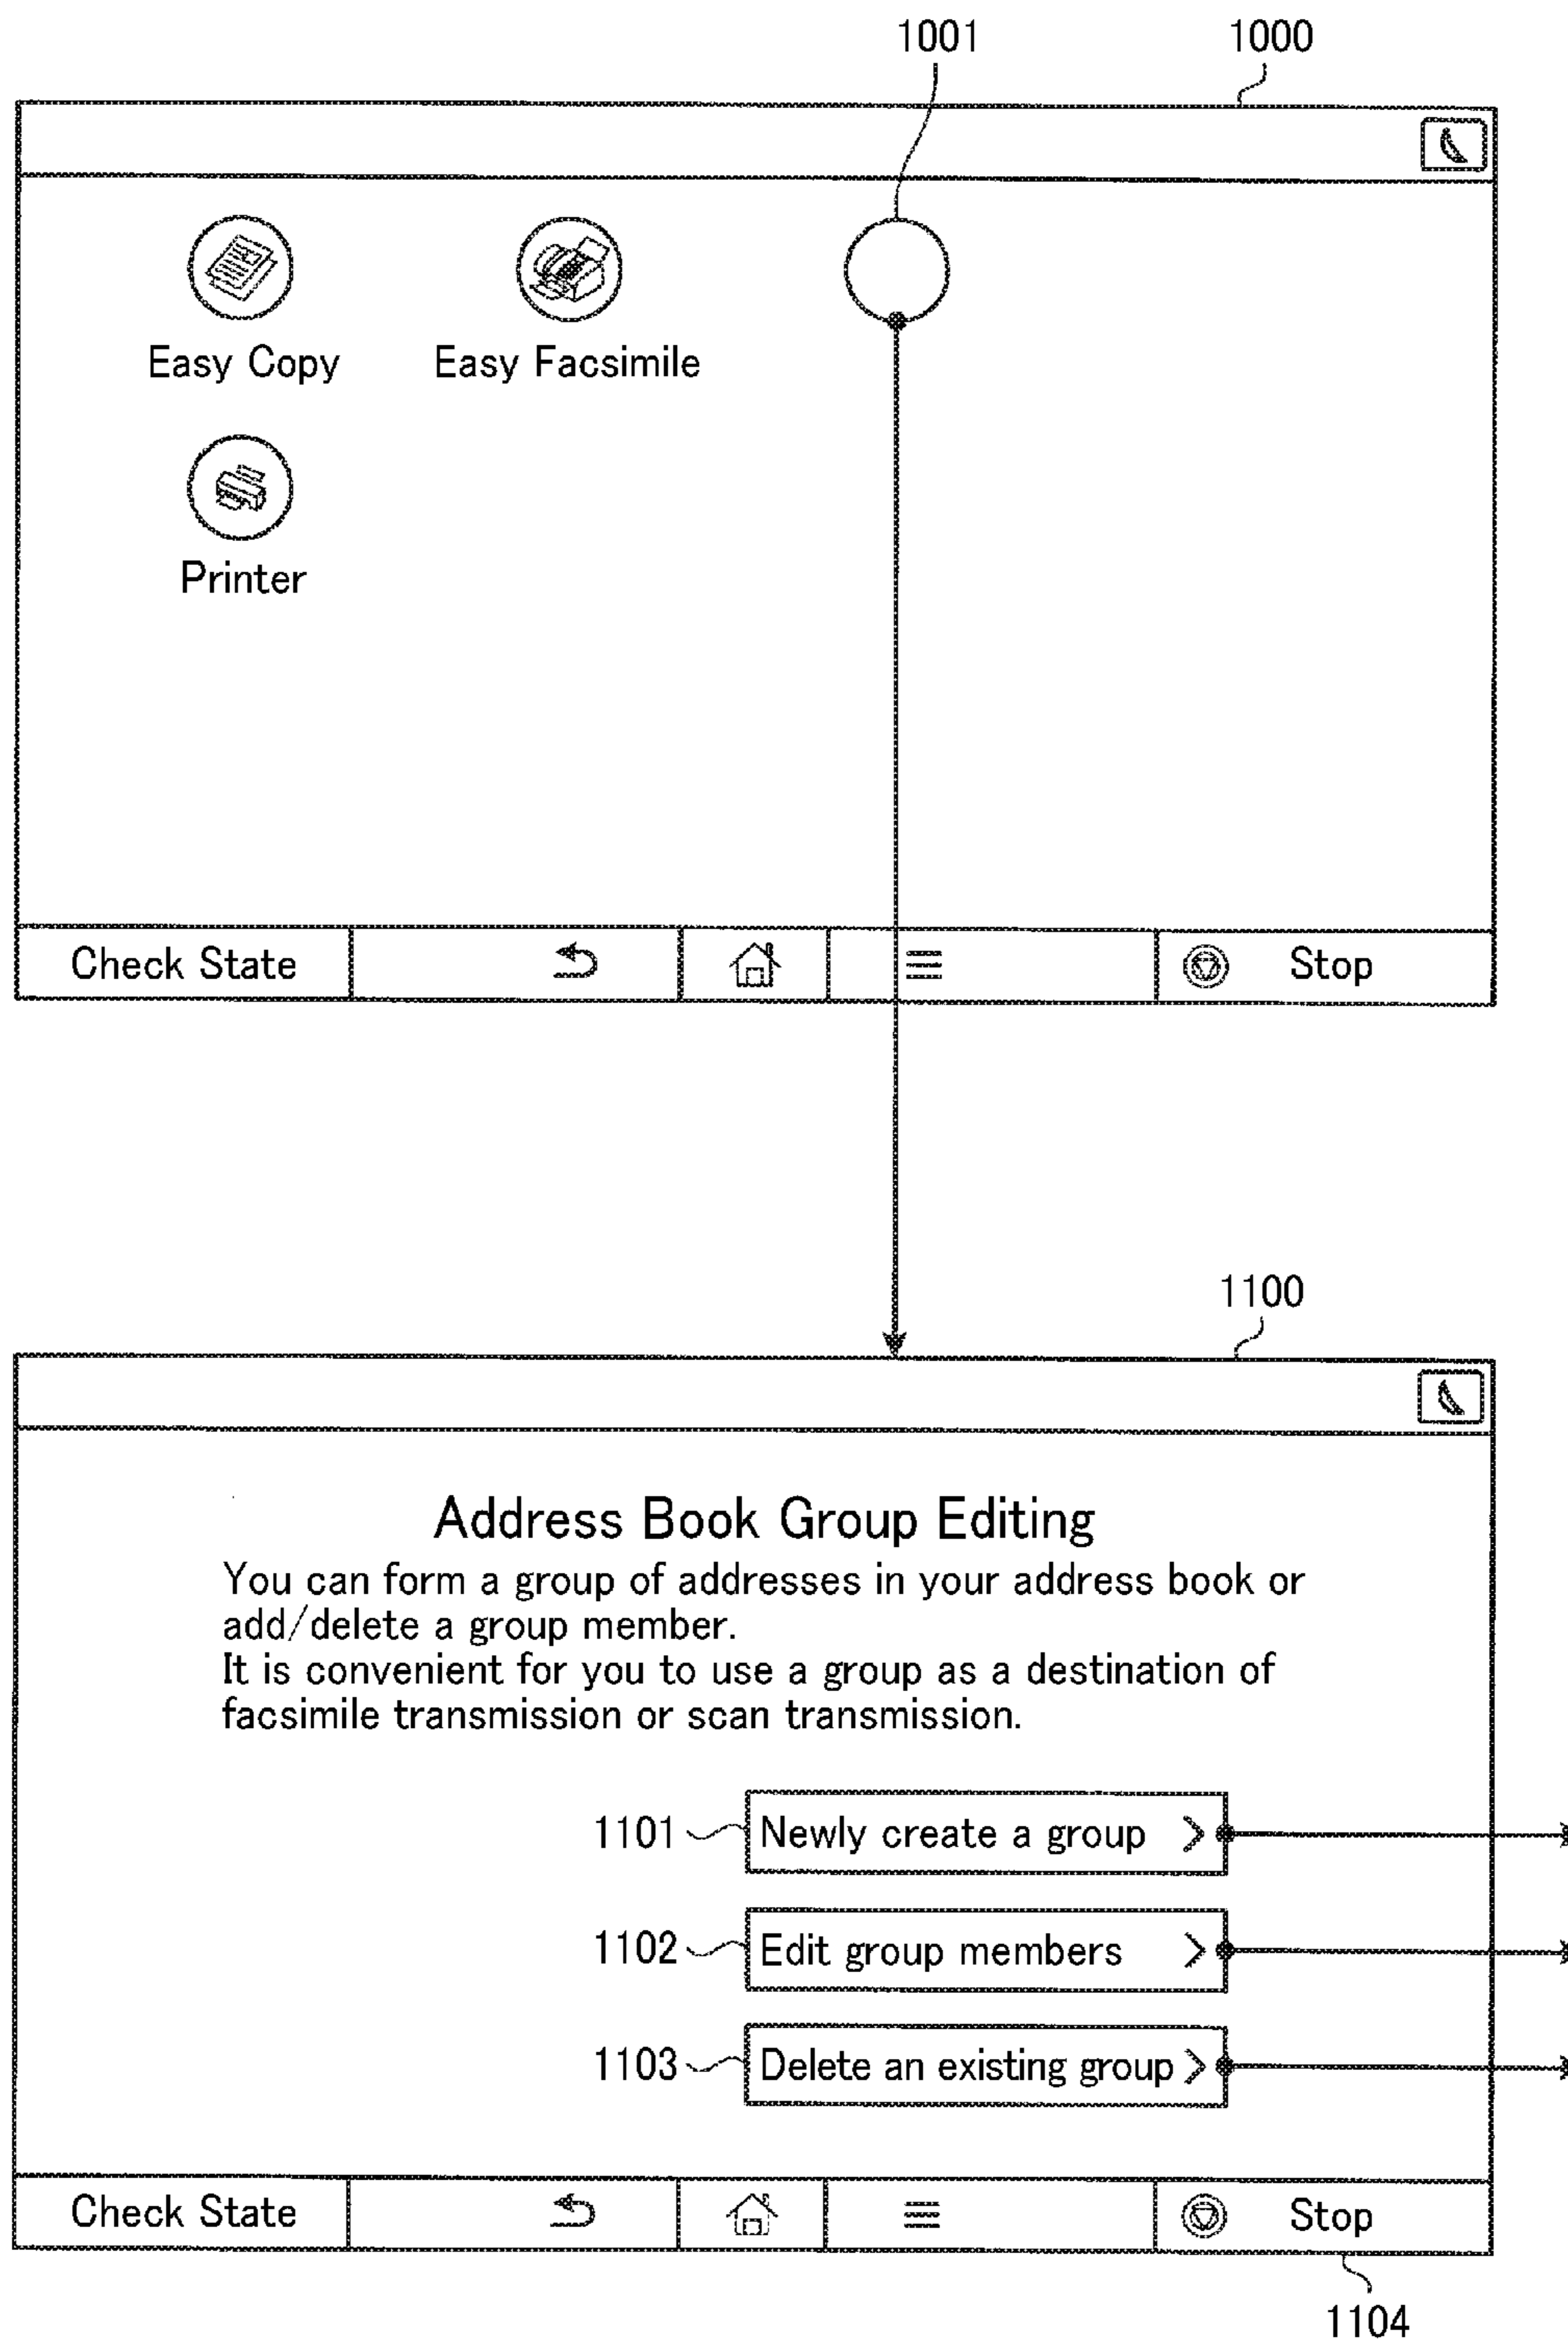 1001 1000
Easy Copy Easy Facsimile
Printer
Check State Stop
1100
Address Book Group Editing
You can form a group of addresses in your address book or
add/delete a group member.
It is convenient for you to use a group as a destination of
facsimile transmission or scan transmission.
1101 Newly create a group
1102 Edit group members
1103 Delete an existing group
Check State Stop
1104